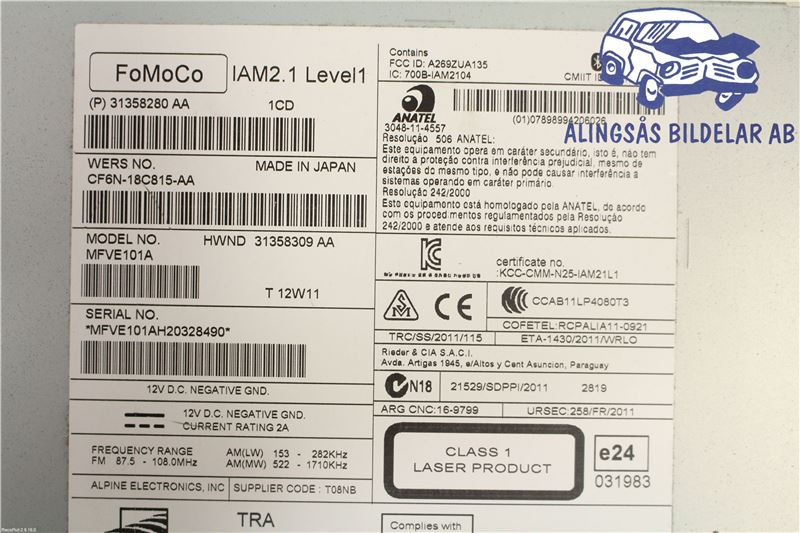 FoMoCo
IAM2.1 Level1
(P) 31358280 AA 1CD
WERS NO. MADE IN JAPAN
CF6N-18C815-AA
MODEL NO. HWND 31358309 AA
MFVE101A
T 12W11
SERIAL NO.
*MFVE101AH20328490*
12V D.C. NEGATIVE GND.
12V D.C. NEGATIVE GND.
CURRENT RATING 2A
FREQUENCY RANGE AM(LW) 153 - 282KHz
FM 87.5 - 108.0MHz AM(MW) 522 - 1710KHz
ALPINE ELECTRONICS, INC SUPPLIER CODE : T08NB
TRA
Contains
FCC ID: A269ZUA135
IC: 700B-IAM2104
CMIIT
ALINGSÅS BILDELAR AB
ANATEL
(01)07898994206026
3048-11-4557
Resolução 506 ANATEL:
Este equipamento opera em caráter secundário, isto é, não tem
direito a proteção contra interferência prejudicial, mesmo de
estações do mesmo tipo, e não pode causar interferência a
sistemas operando em caráter primário.
Resolução 242/2000
Este equipamento está homologado pela ANATEL, de acordo
com os procedimentos regulamentados pela Resolução
242/2000 e atende aos requisitos técnicos aplicados.
certificate no.
:KCC-CMM-N25-IAM21L1
CE
CCAB11LP4080T3
COFETEL:RCPALIA11-0921
TRC/SS/2011/115 ETA-1430/2011/WRLO
Rieder & CIA S.A.C.I.
Avda. Artigas 1945, e/Altos y Cent Asuncion, Paraguay
N18 21529/SDPPI/2011 2819
ARG CNC:16-9799 URSEC:258/FR/2011
CLASS 1
LASER PRODUCT
e24
031983
Complies with